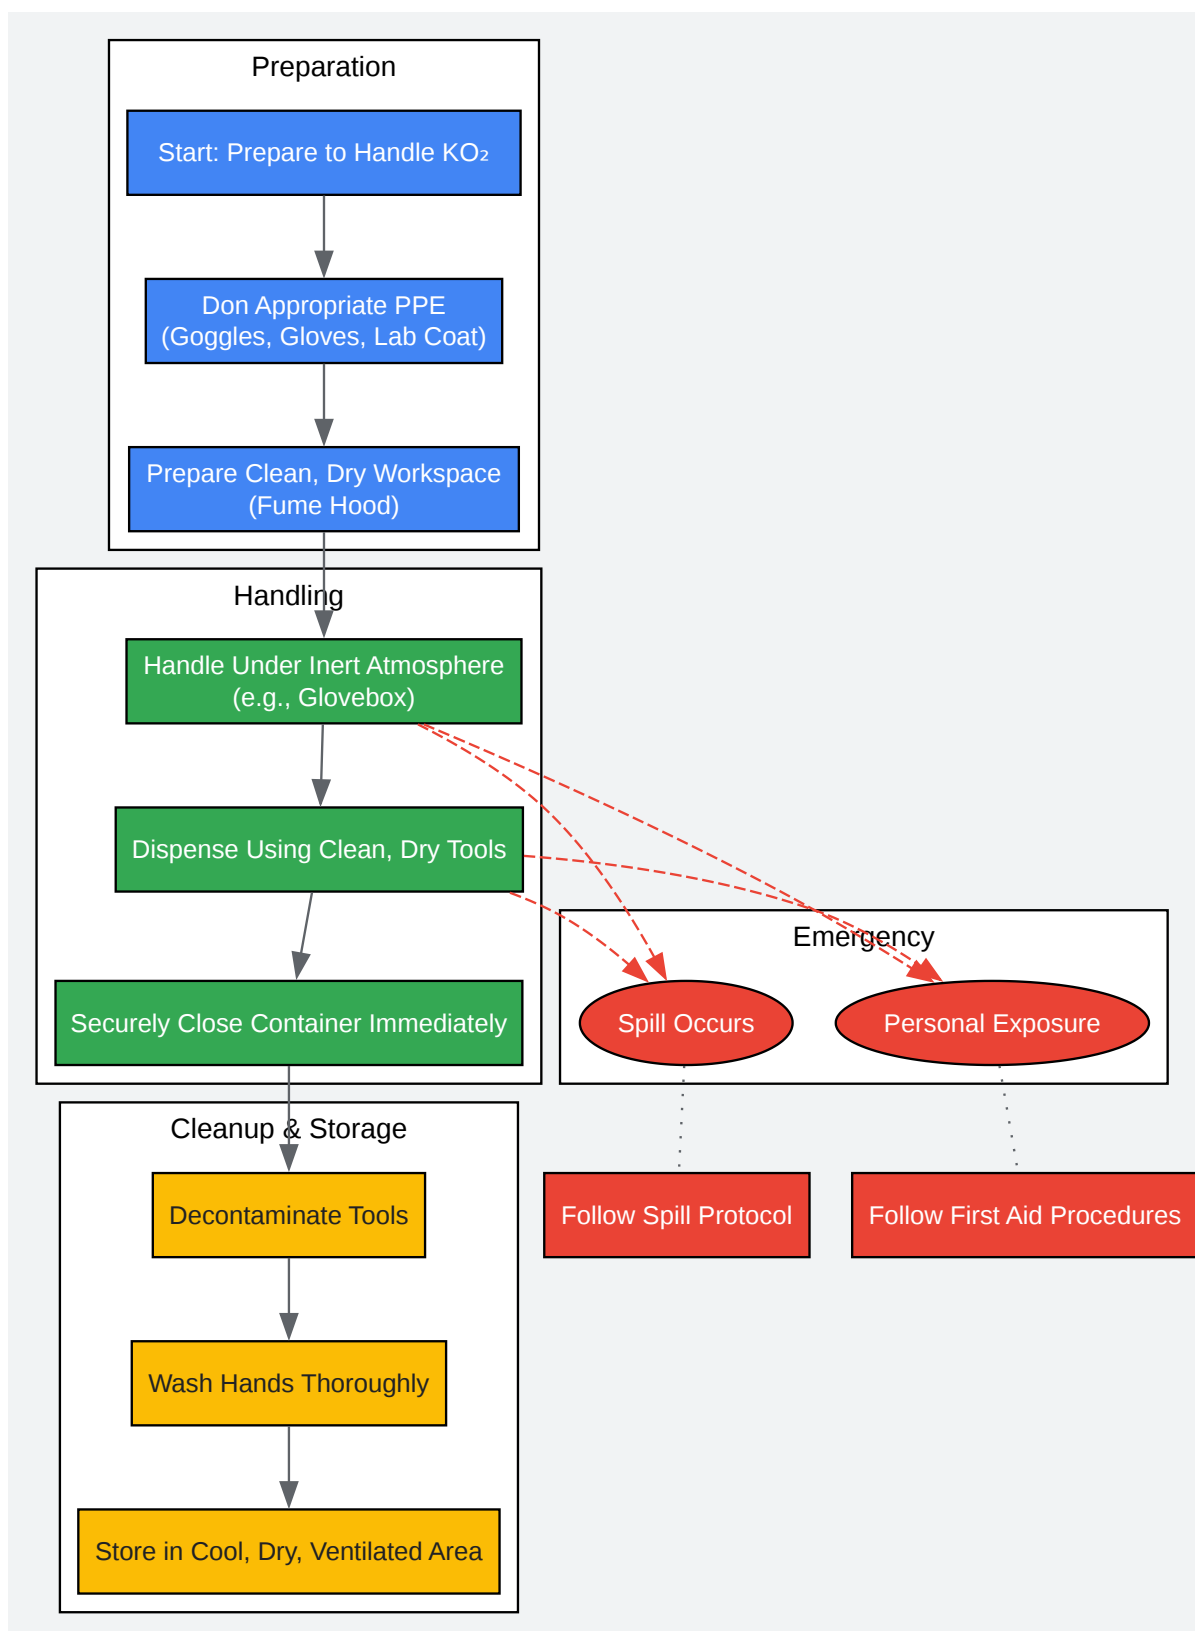 Preparation
Start: Prepare to Handle KO₂
Don Appropriate PPE
(Goggles, Gloves, Lab Coat)
Prepare Clean, Dry Workspace
(Fume Hood)
Handling
Handle Under Inert Atmosphere
(e.g., Glovebox)
Dispense Using Clean, Dry Tools
Securely Close Container Immediately
Emergency
Spill Occurs
Personal Exposure
Follow Spill Protocol
Follow First Aid Procedures
Cleanup & Storage
Decontaminate Tools
Wash Hands Thoroughly
Store in Cool, Dry, Ventilated Area